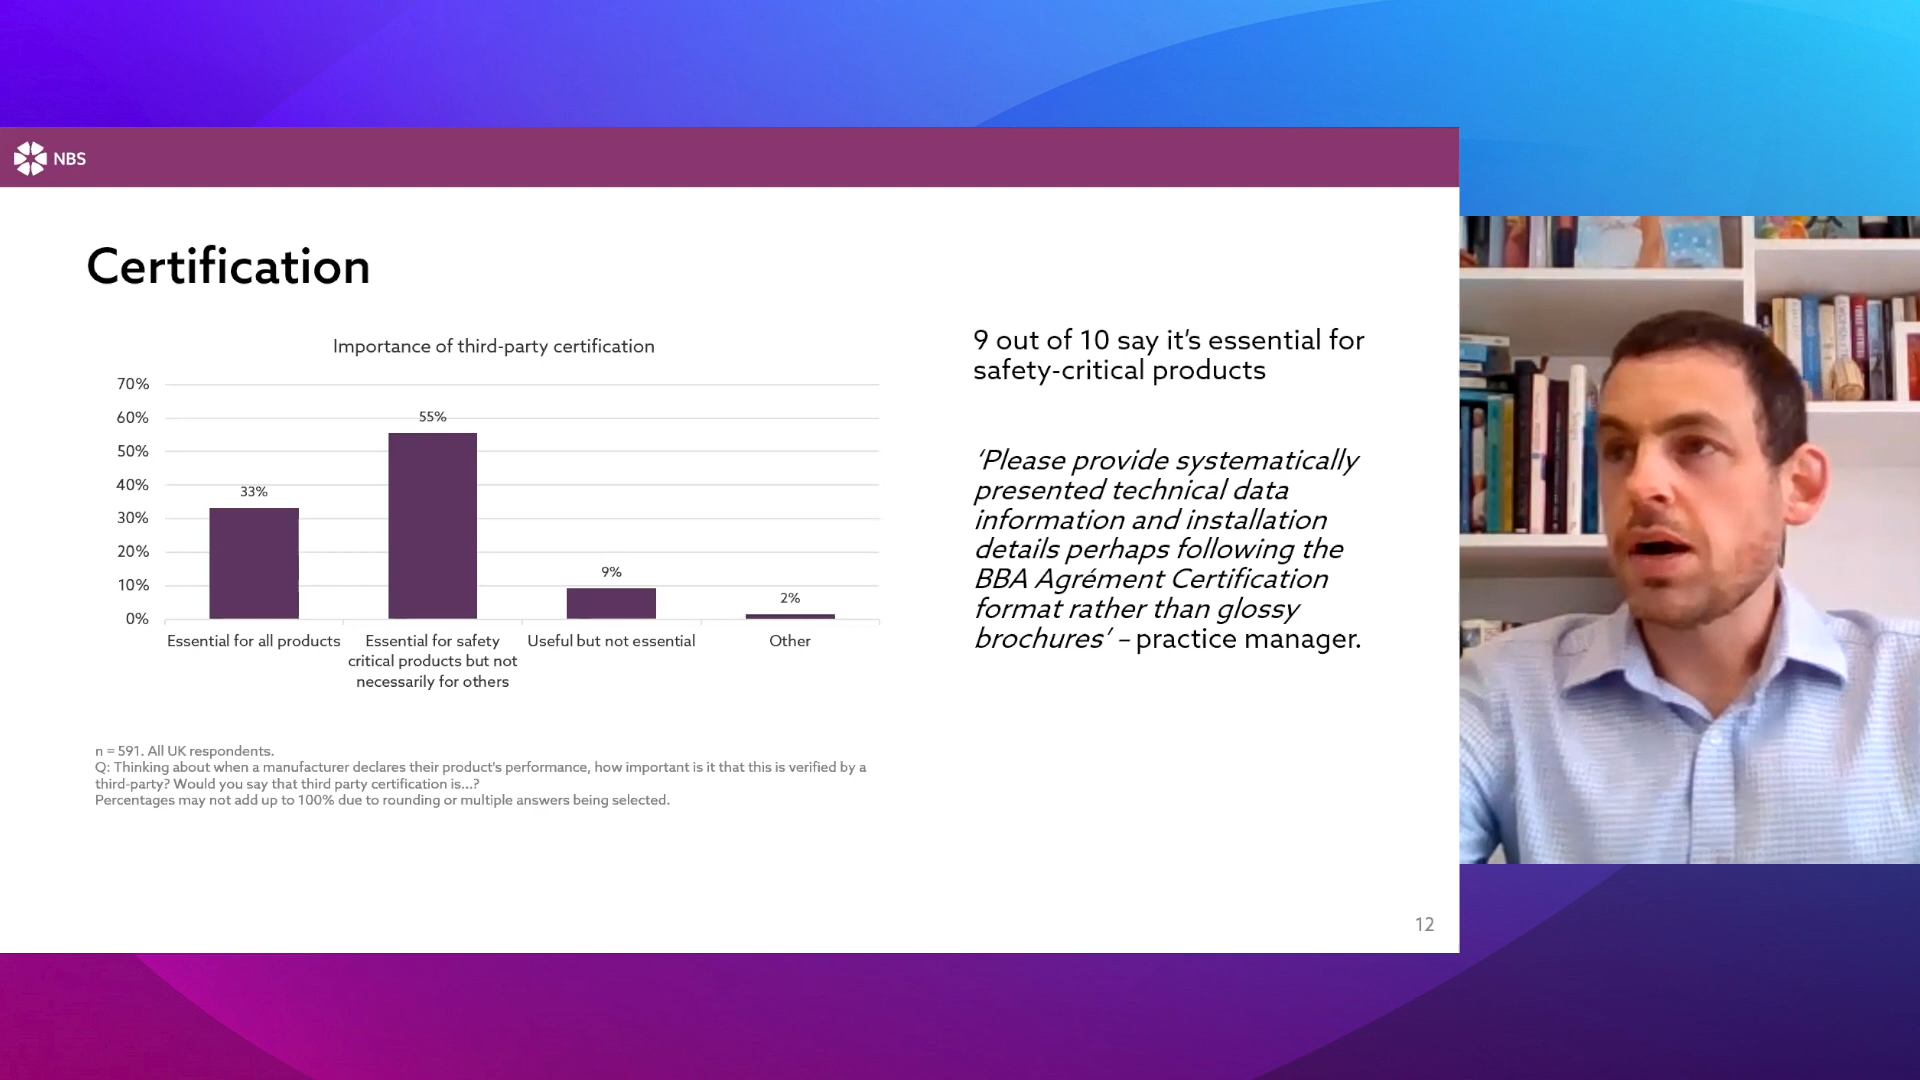 NBS
Certification
Importance of third-party certification
70%
60%
50%
40%
30%
20%
10%
0%
33%
55%
9%
2%
Essential for all products
Essential for safety
critical products but not
necessarily for others
Useful but not essential
Other
n = 591. All UK respondents.
Q: Thinking about when a manufacturer declares their product's performance, how important is it that this is verified by a
third-party? Would you say that third party certification is...?
Percentages may not add up to 100% due to rounding or multiple answers being selected.
9 out of 10 say it's essential for
safety-critical products
'Please provide systematically
presented technical data
information and installation
details perhaps following the
BBA Agrément Certification
format rather than glossy
brochures' – practice manager.
12